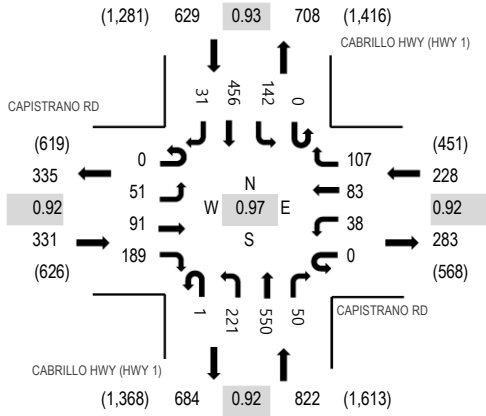 (1,281) 629 0.93 708 (1,416)
CABRILLO HWY (HWY 1)
31 456 142 0
CAPISTRANO RD
(619) (451)
0 107
335 228
51 N 83
0.92 W 0.97 E 0.92
91 38
331 S 283
189 0
(626) (568)
1 221 550 50
CAPISTRANO RD
CABRILLO HWY (HWY 1)
(1,368) 684 0.92 822 (1,613)